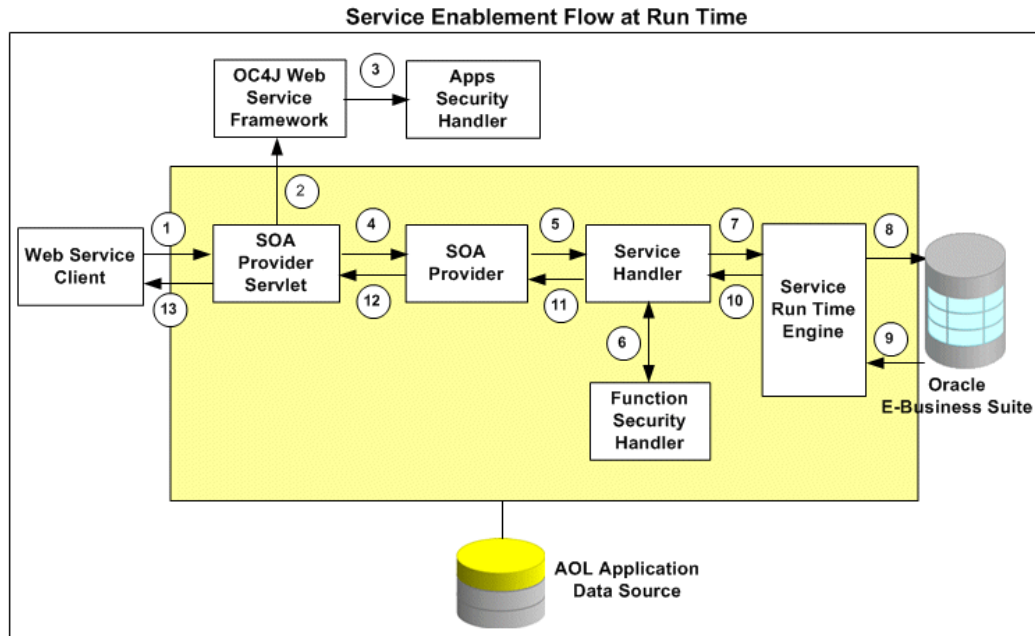 Service Enablement Flow at Run Time
OC4J Web
Service
Framework
3
Apps
Security
Handler
2
1
Web Service
Client
13
SOA
Provider
Servlet
4
12
SOA
Provider
5
11
Service
Handler
7
10
6
Function
Security
Handler
Service
Run Time
Engine
8
9
Oracle
E-Business Suite
AOL Application
Data Source